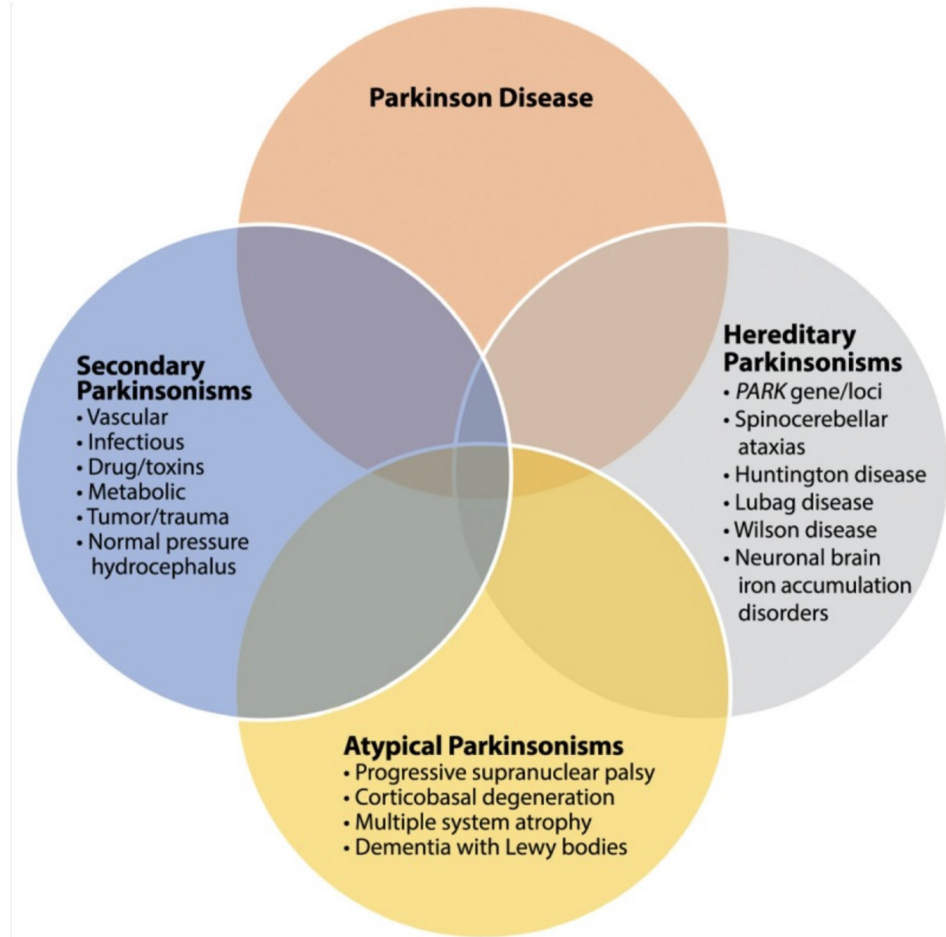 Parkinson Disease
Secondary
Parkinsonisms
• Vascular
• Infectious
• Drug/toxins
• Metabolic
• Tumor/trauma
• Normal pressure
hydrocephalus
Hereditary
Parkinsonisms
• PARK gene/loci
• Spinocerebellar
ataxias
• Huntington disease
• Lubag disease
• Wilson disease
• Neuronal brain
iron accumulation
disorders
Atypical Parkinsonisms
• Progressive supranuclear palsy
• Corticobasal degeneration
• Multiple system atrophy
• Dementia with Lewy bodies